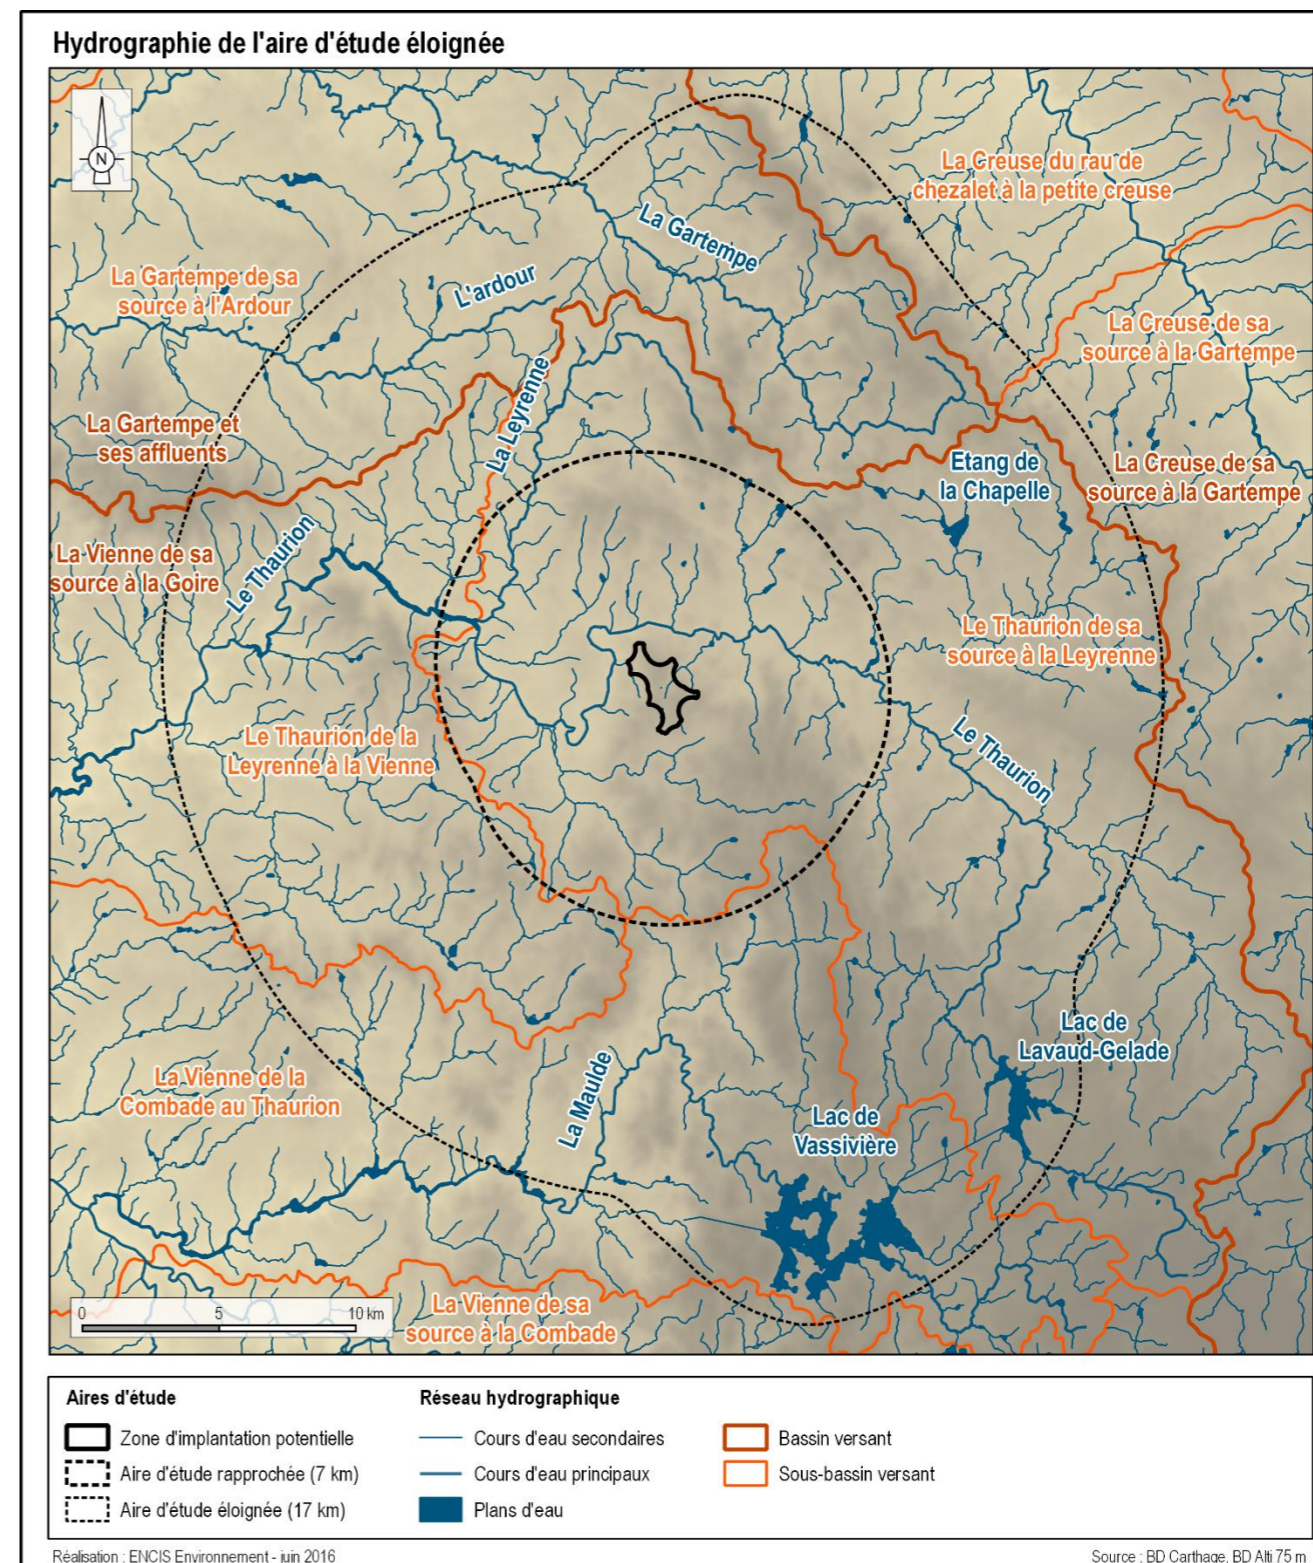 Hydrographie de l'aire d'étude éloignée
N
La Creuse du rau de
chezalet à la petite creuse
La Gartempe
La Gartempe de sa
source à l'Ardour
L'ardour
La Creuse de sa
source à la Gartempe
La Leyrenne
La Gartempe et
ses affluents
Etang de
la Chapelle
La Creuse de sa
source à la Gartempe
La Vienne de sa
source à la Goire
Le Thaurion
Le Thaurion de sa
source à la Leyrenne
Le Thaurion de la
Leyrenne à la Vienne
Le Thaurion
Lac de
Lavaud-Gelade
La Vienne de la
Combade au Thaurion
La Maulde
Lac de
Vassivière
0 5 10 km
La Vienne de sa
source à la Combade
Aires d'étude
Zone d'implantation potentielle
Aire d'étude rapprochée (7 km)
Aire d'étude éloignée (17 km)
Réseau hydrographique
Cours d'eau secondaires
Cours d'eau principaux
Plans d'eau
Bassin versant
Sous-bassin versant
Réalisation : ENCIS Environnement - juin 2016
Source : BD Carthage, BD Alti 75 m